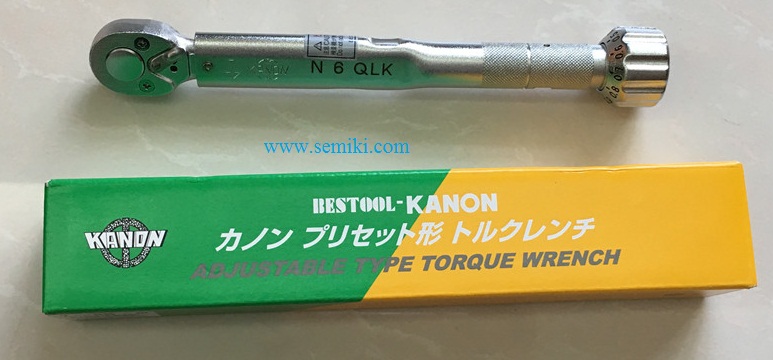 N 6 QLK
www.semiki.com
BESTOOL-KANON
KANON
カノン プリセット形 トルクレンチ
ADJUSTABLE TYPE TORQUE WRENCH